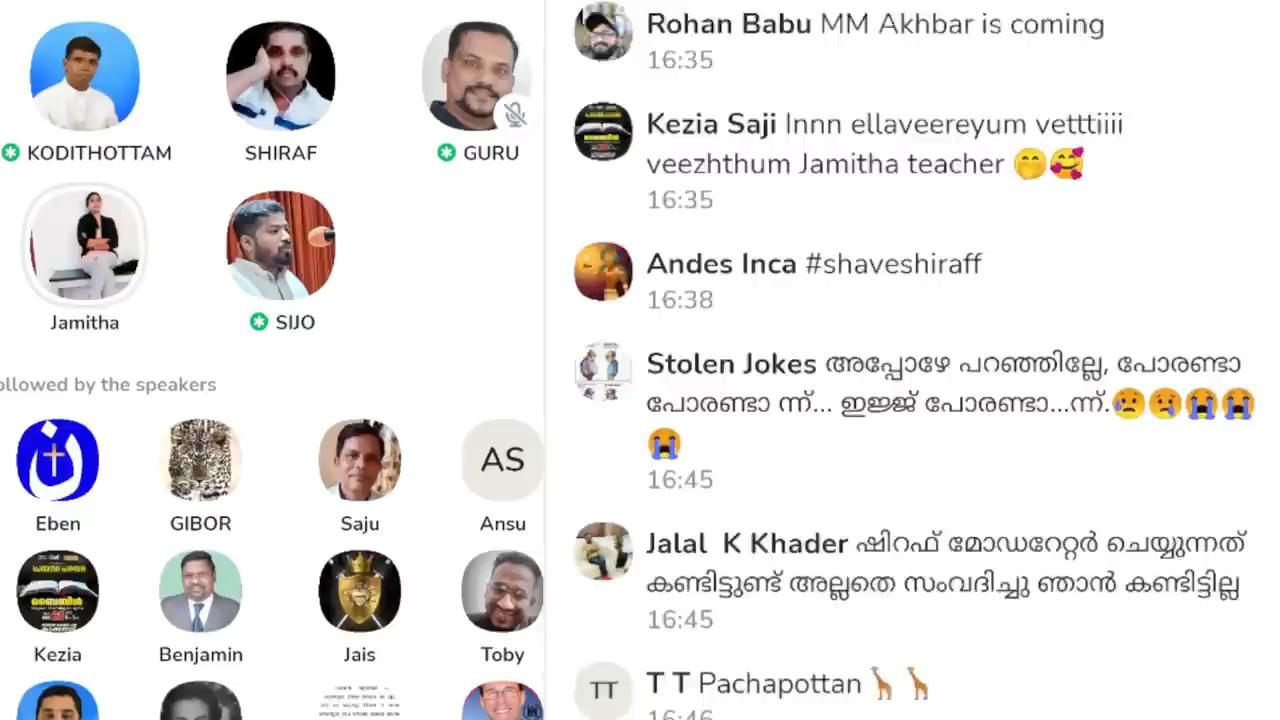 KODITHOTTAM
SHIRAF
GURU
Jamitha
SIJO
ollowed by the speakers
AS
Eben
GIBOR
Saju
Ansu
Kezia
Benjamin
Jais
Toby
Rohan Babu MM Akhbar is coming
16:35
Kezia Saji Innn ellaveereyum vetttiiii
veezhthum Jamitha teacher 🤭🥰
16:35
Andes Inca #shaveshiraff
16:38
Stolen Jokes അപ്പോഴേ പറഞ്ഞില്ലേ, പോരണ്ടാ
പോരണ്ടാ ന്ന്... ഇജ്ജ് പോരണ്ടാ...ന്ന്.😢😢😭😭
😭
16:45
Jalal K Khader ഷിറഫ് മോഡറേറ്റർ ചെയ്യുന്നത്
കണ്ടിട്ടുണ്ട് അല്ലതെ സംവദിച്ചു ഞാൻ കണ്ടിട്ടില്ല
16:45
TT
T T Pachapottan 🦒🦒
16:46